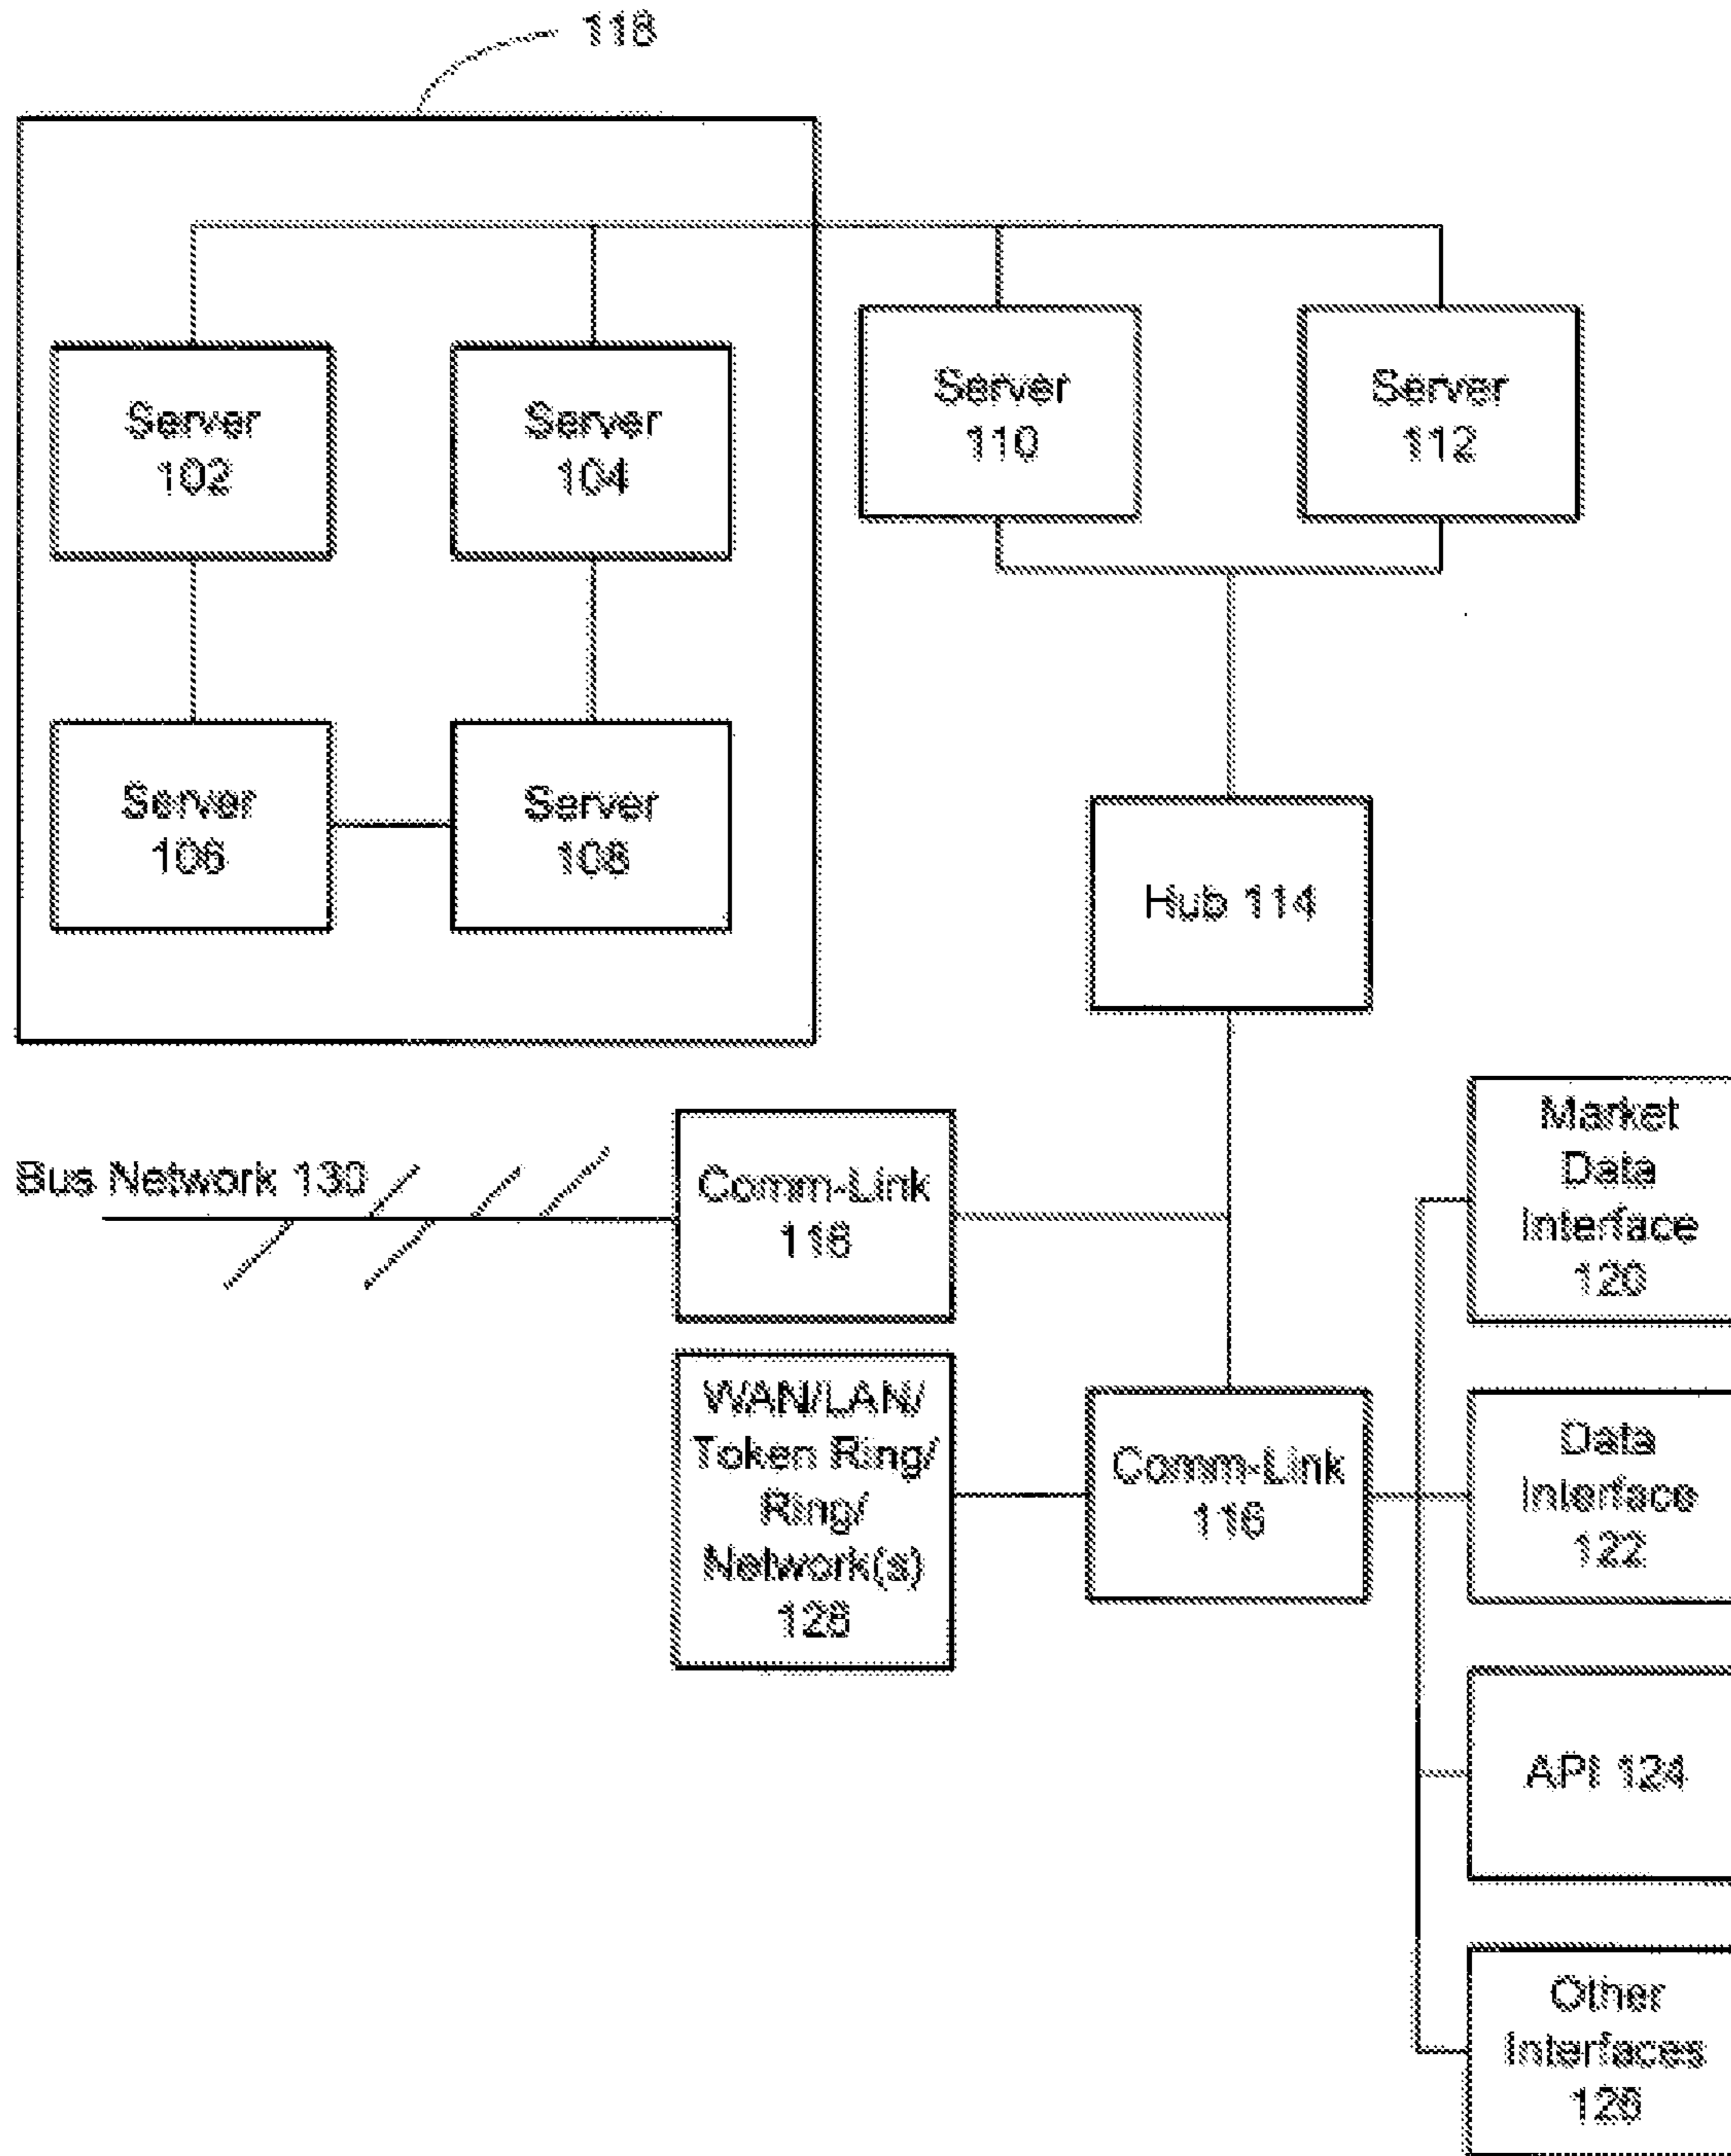 118
Server
102
Server
104
Server
110
Server
112
Server
106
Server
108
Hub 114
Bus Network 130
Comm-Link
116
Market
Data
Interface
120
WAN/LAN/
Token Ring/
Ring/
Network(s)
128
Comm-Link
116
Data
Interface
122
API 124
Other
Interfaces
126